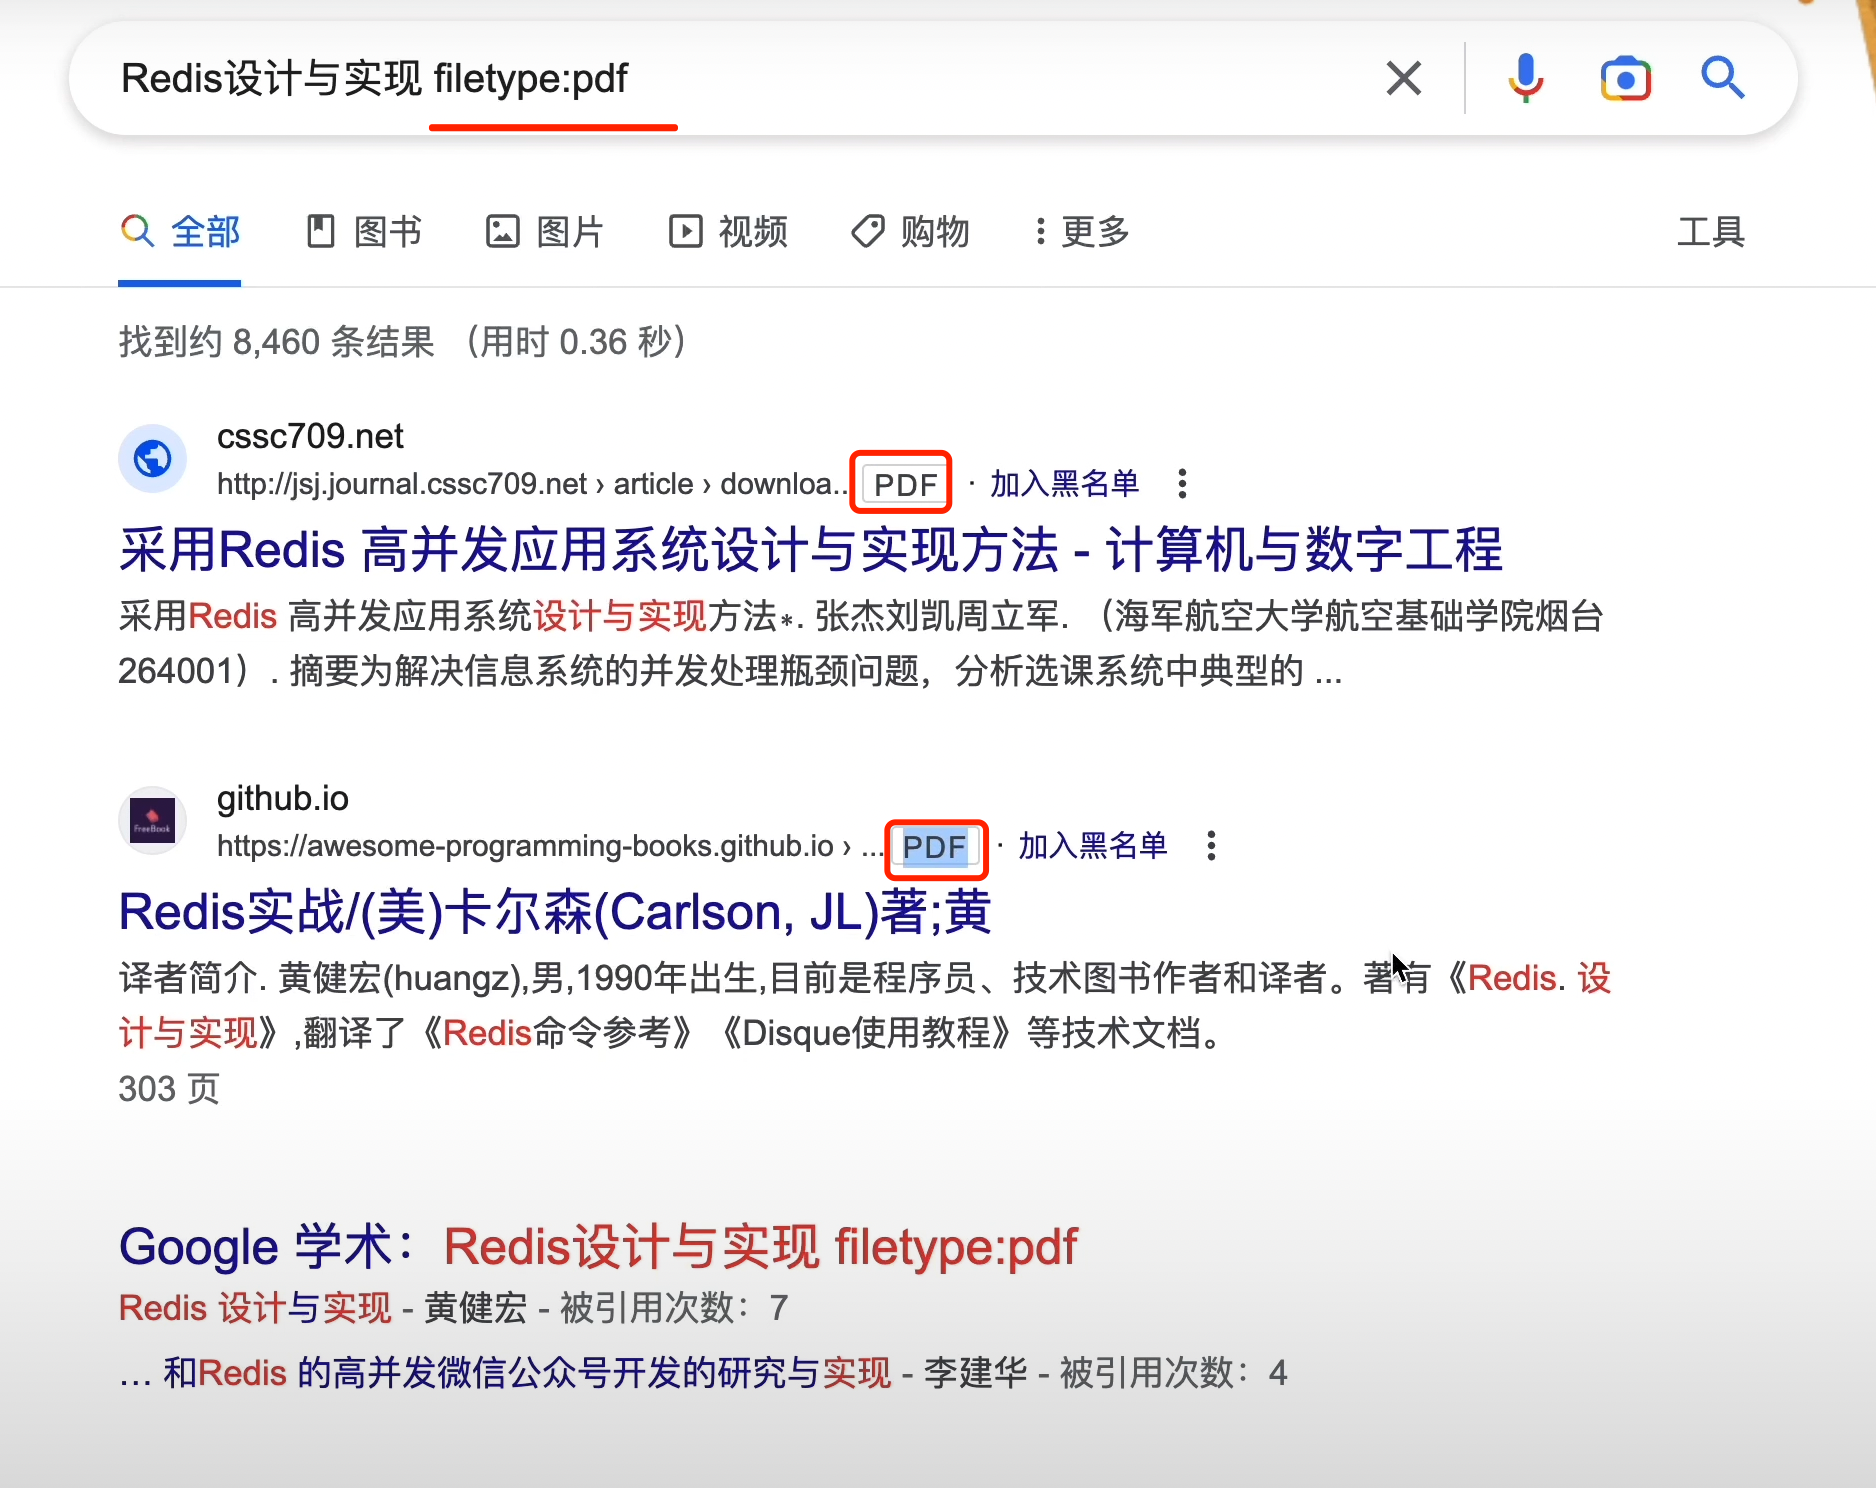 Redis设计与实现 filetype:pdf
全部 图书 图片 视频 购物 更多 工具
找到约 8,460 条结果 （用时 0.36 秒）
cssc709.net
http://jsj.journal.cssc709.net › article › downloa... PDF · 加入黑名单
采用Redis 高并发应用系统设计与实现方法 - 计算机与数字工程
采用Redis 高并发应用系统设计与实现方法*. 张杰刘凯周立军. （海军航空大学航空基础学院烟台
264001）. 摘要为解决信息系统的并发处理瓶颈问题，分析选课系统中典型的 ...
github.io
https://awesome-programming-books.github.io › ... PDF · 加入黑名单
FreeBook
Redis实战/(美)卡尔森(Carlson, JL)著;黄
译者简介. 黄健宏(huangz),男,1990年出生,目前是程序员、技术图书作者和译者。著有《Redis. 设
计与实现》,翻译了《Redis命令参考》《Disque使用教程》等技术文档。
303 页
Google 学术：Redis设计与实现 filetype:pdf
Redis 设计与实现 - 黄健宏 - 被引用次数：7
... 和Redis 的高并发微信公众号开发的研究与实现 - 李建华 - 被引用次数：4